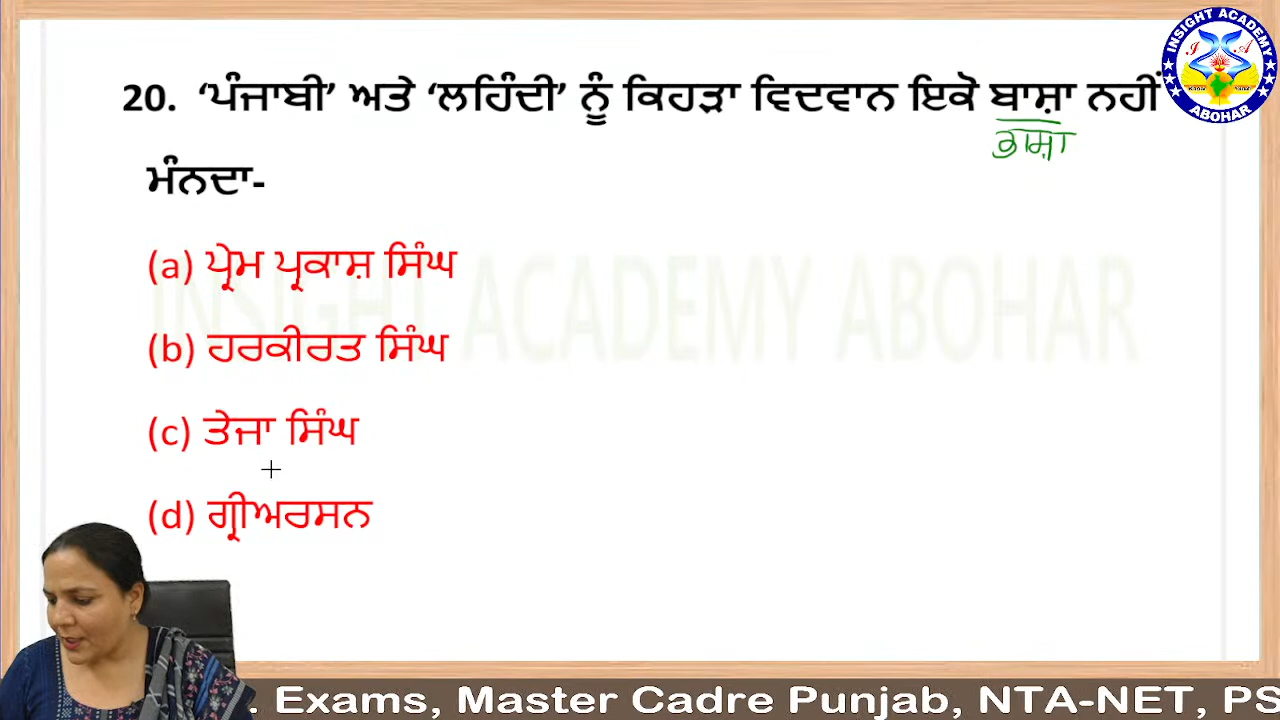 20. ‘ਪੰਜਾਬੀ’ ਅਤੇ ‘ਲਹਿੰਦੀ’ ਨੂੰ ਕਿਹੜਾ ਵਿਦਵਾਨ ਇਕੋ ਬਾਸ਼ਾ ਨਹੀਂ
ਭਾਸ਼ਾ
ਮੰਨਦਾ-
(a) ਪ੍ਰੇਮ ਪ੍ਰਕਾਸ਼ ਸਿੰਘ
(b) ਹਰਕੀਰਤ ਸਿੰਘ
(c) ਤੇਜਾ ਸਿੰਘ
(d) ਗ੍ਰੀਅਰਸਨ
INSIGHT ACADEMY ABOHAR
INSIGHT ACADEMY
I A
ABOHAR
. Exams, Master Cadre Punjab, NTA-NET, PS